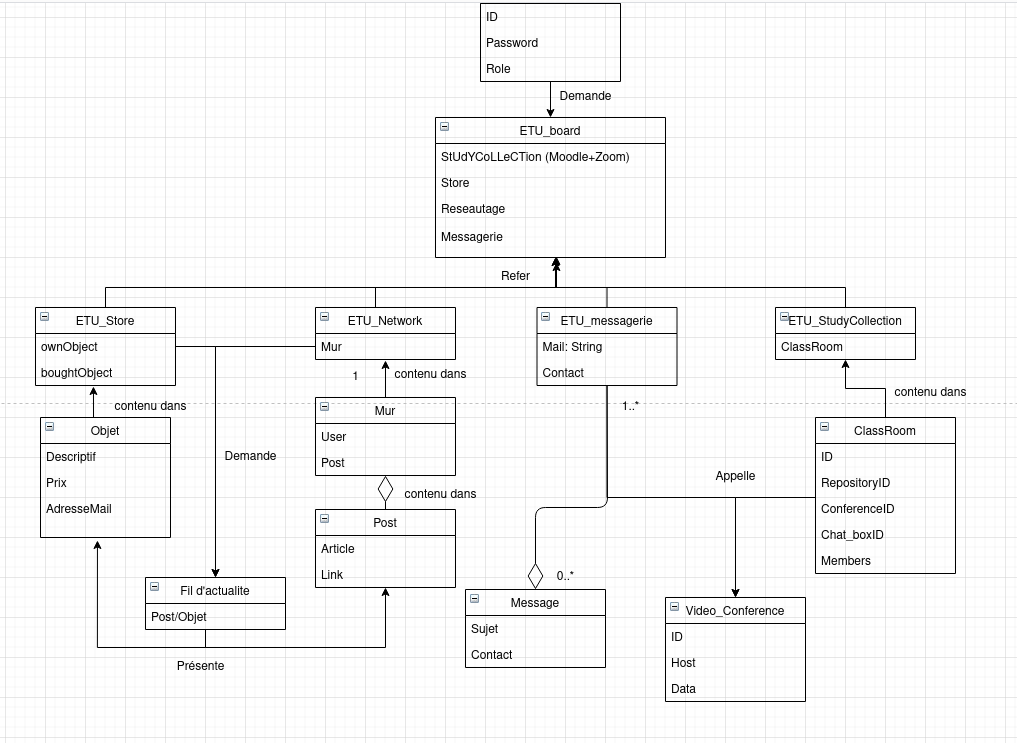 ID
Password
Role
Demande
ETU_board
StUdYCoLLeCTion (Moodle+Zoom)
Store
Reseautage
Messagerie
Refer
ETU_Store
ownObject
boughtObject
ETU_Network
Mur
ETU_messagerie
Mail: String
Contact
ETU_StudyCollection
ClassRoom
contenu dans
1
contenu dans
1..*
contenu dans
Objet
Descriptif
Prix
AdresseMail
Demande
Mur
User
Post
contenu dans
Post
Article
Link
Appelle
ClassRoom
ID
RepositoryID
ConferenceID
Chat_boxID
Members
Fil d'actualite
Post/Objet
Présente
0..*
Message
Sujet
Contact
Video_Conference
ID
Host
Data